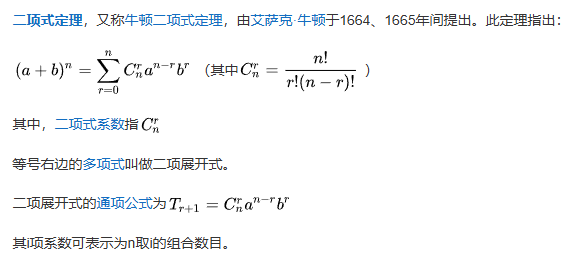 二项式定理，又称牛顿二项式定理，由艾萨克·牛顿于1664、1665年间提出。此定理指出：
$(a+b)^n = \sum_{r=0}^{n} C_n^r a^{n-r} b^r$ （其中 $C_n^r = \frac{n!}{r!(n-r)!}$ ）
其中，二项式系数指 $C_n^r$
等号右边的多项式叫做二项展开式。
二项展开式的通项公式为 $T_{r+1} = C_n^r a^{n-r} b^r$
其i项系数可表示为n取i的组合数目。